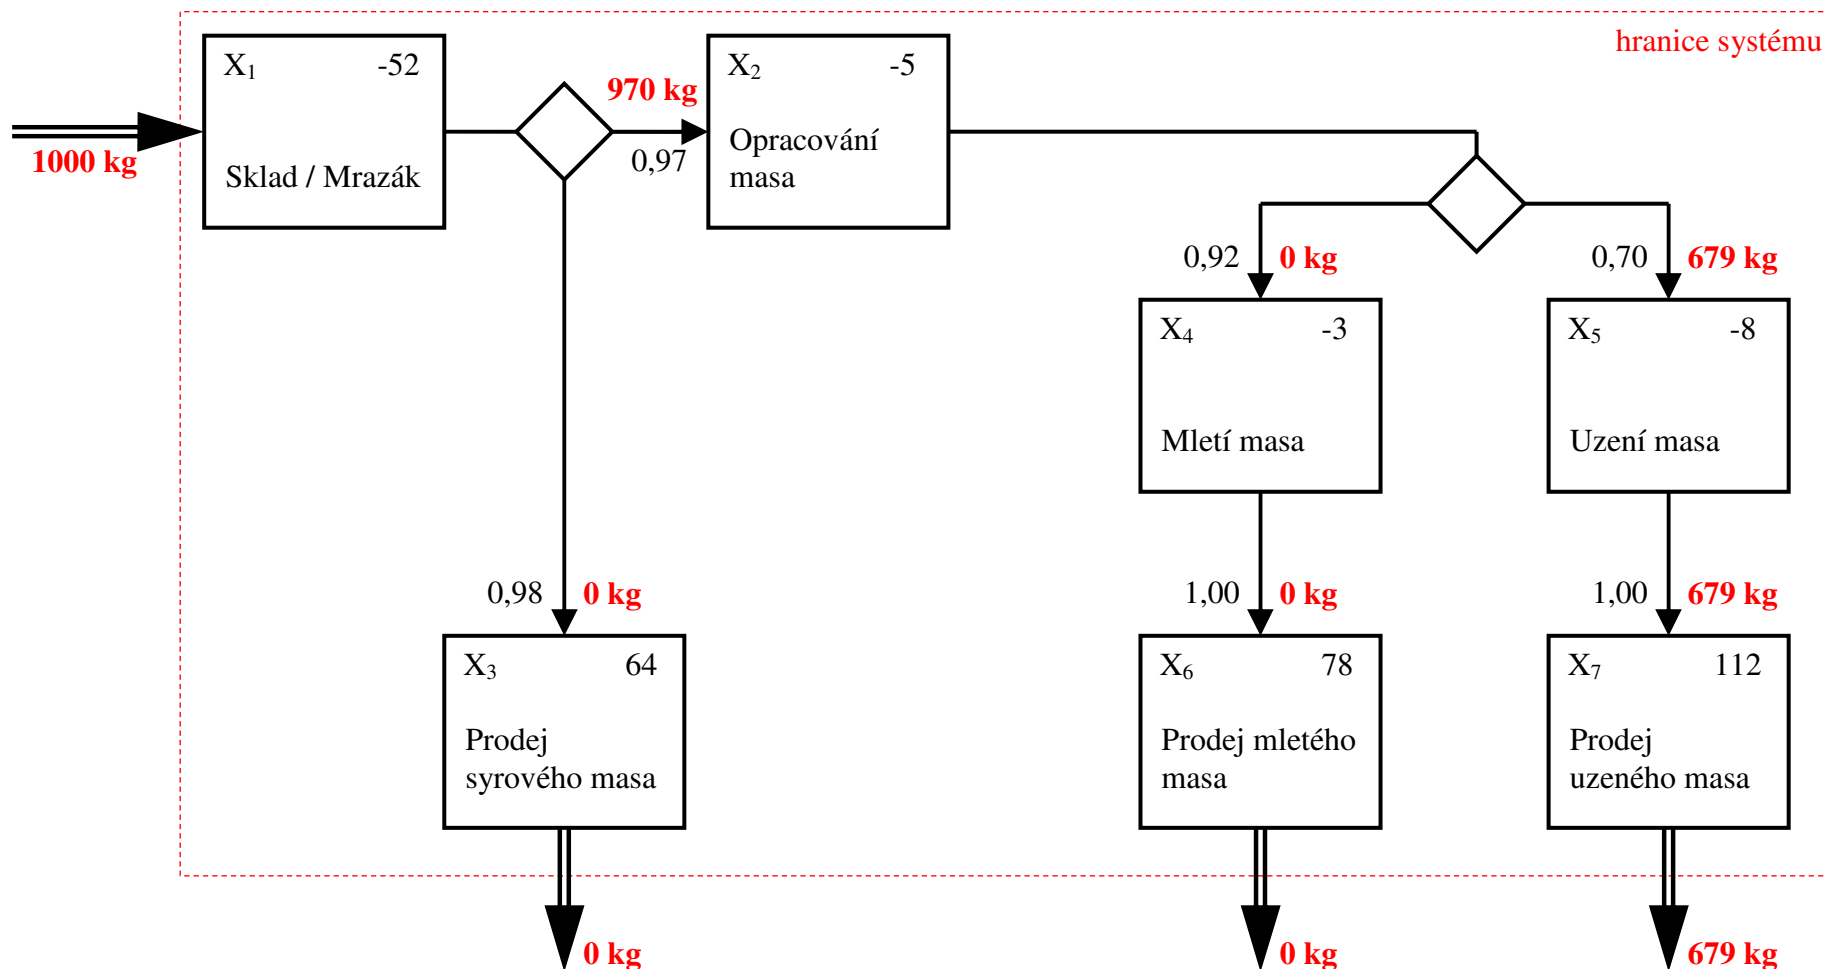 hranice systému
X₁ -52
Sklad / Mrazák
1000 kg
970 kg
0,97
X₂ -5
Opracování
masa
0,92 0 kg
0,70 679 kg
X₄ -3
Mletí masa
X₅ -8
Uzení masa
0,98 0 kg
1,00 0 kg
1,00 679 kg
X₃ 64
Prodej
syrového masa
X₆ 78
Prodej mletého
masa
X₇ 112
Prodej
uzeného masa
0 kg
0 kg
679 kg